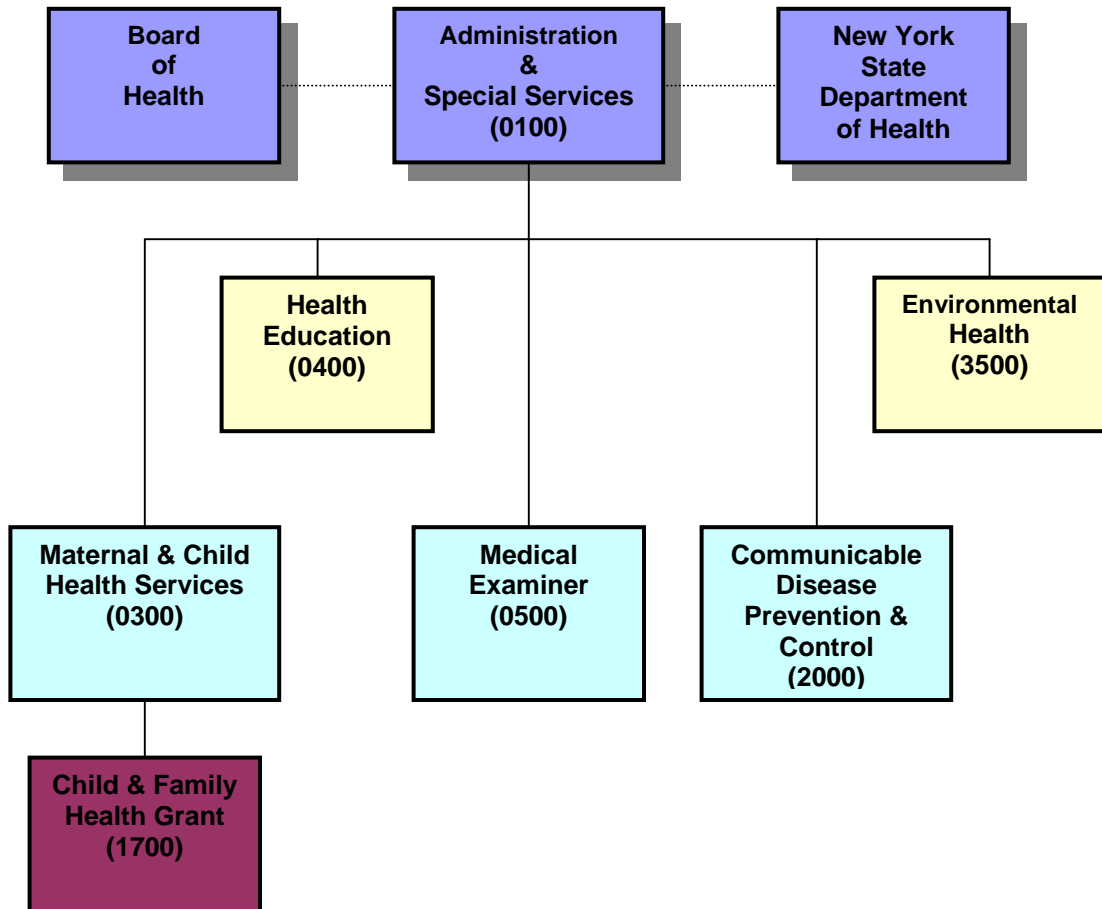 Board
of
Health
Administration
&
Special Services
(0100)
New York
State
Department
of Health
Health
Education
(0400)
Environmental
Health
(3500)
Maternal & Child
Health Services
(0300)
Medical
Examiner
(0500)
Communicable
Disease
Prevention &
Control
(2000)
Child & Family
Health Grant
(1700)